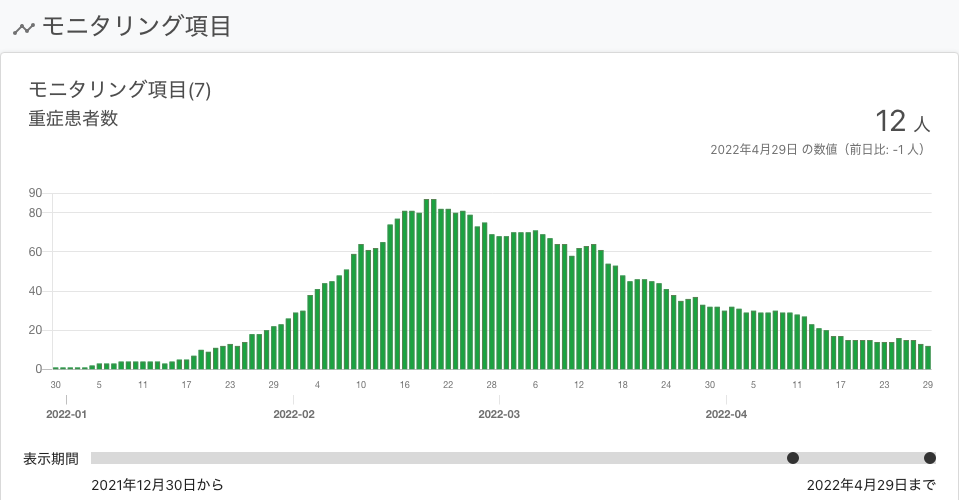 モニタリング項目
モニタリング項目(7)
重症患者数
12 人
2022年4月29日 の数値（前日比: -1 人）
90
80
60
40
20
0
30 5 11 17 23 29 4 10 16 22 28 6 12 18 24 30 5 11 17 23 29
2022-01 2022-02 2022-03 2022-04
表示期間
2021年12月30日から 2022年4月29日まで